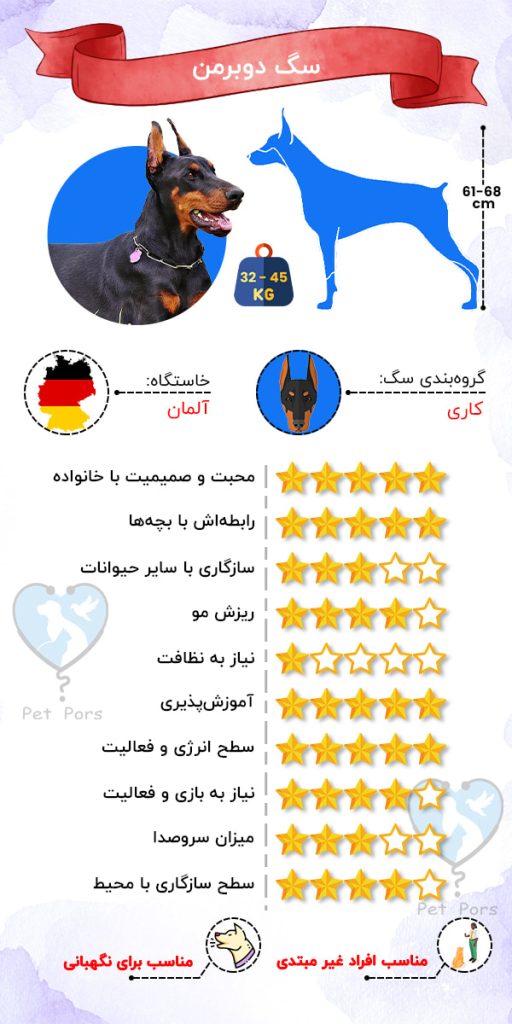 سگ دوبرمن
61-68
cm
32 - 45
KG
گروه‌بندی سگ:
کاری
خاستگاه:
آلمان
محبت و صمیمیت با خانواده
رابطه‌اش با بچه‌ها
سازگاری با سایر حیوانات
ریزش مو
نیاز به نظافت
آموزش‌پذیری
سطح انرژی و فعالیت
نیاز به بازی و فعالیت
میزان سروصدا
سطح سازگاری با محیط
Pet Pors
Pet Pors
مناسب افراد غیر مبتدی
مناسب برای نگهبانی